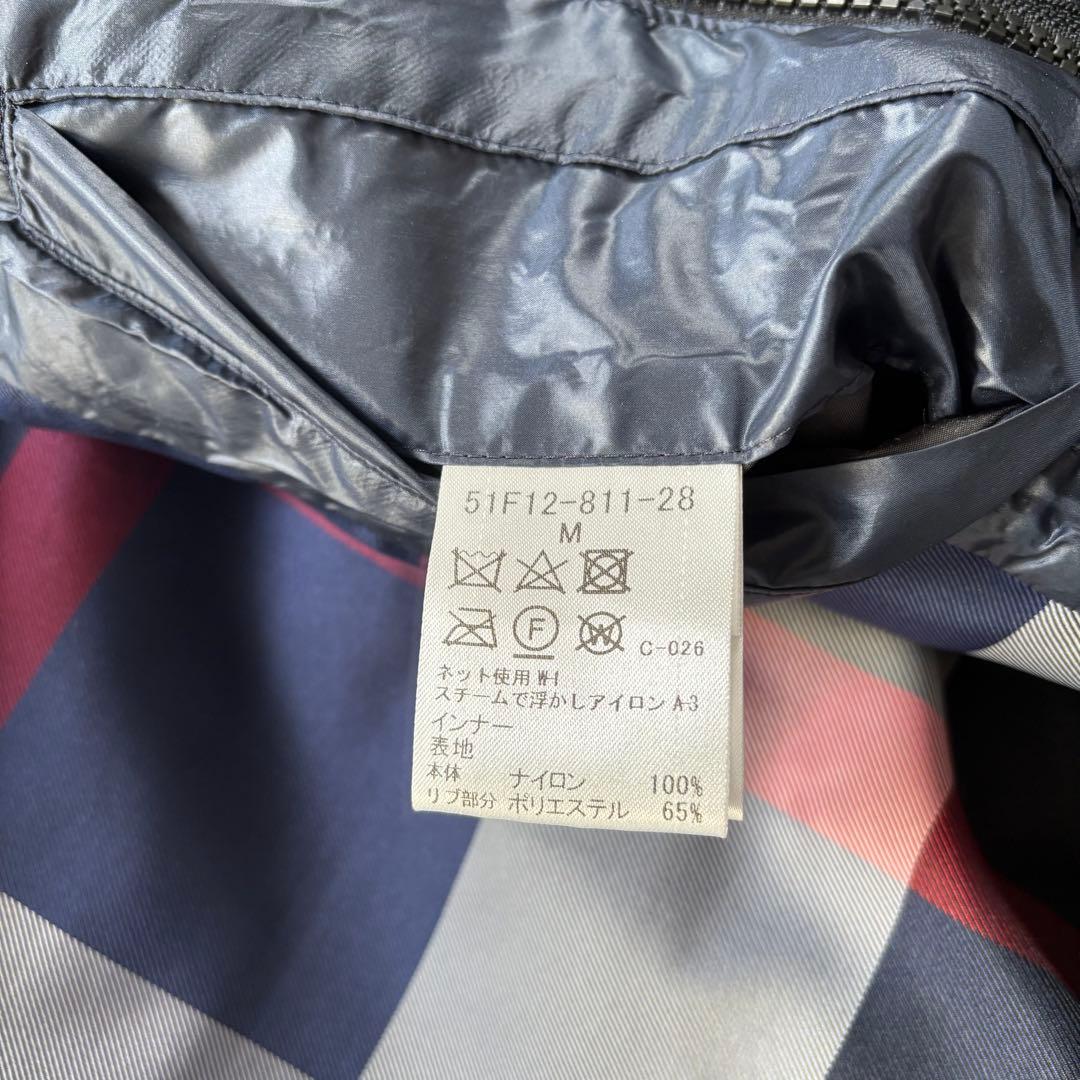 51F12-811-28
M
F
W
C-026
ネット使用 W-I
スチームで浮かしアイロン A-3
インナー
表地
本体 ナイロン 100%
リブ部分 ポリエステル 65%